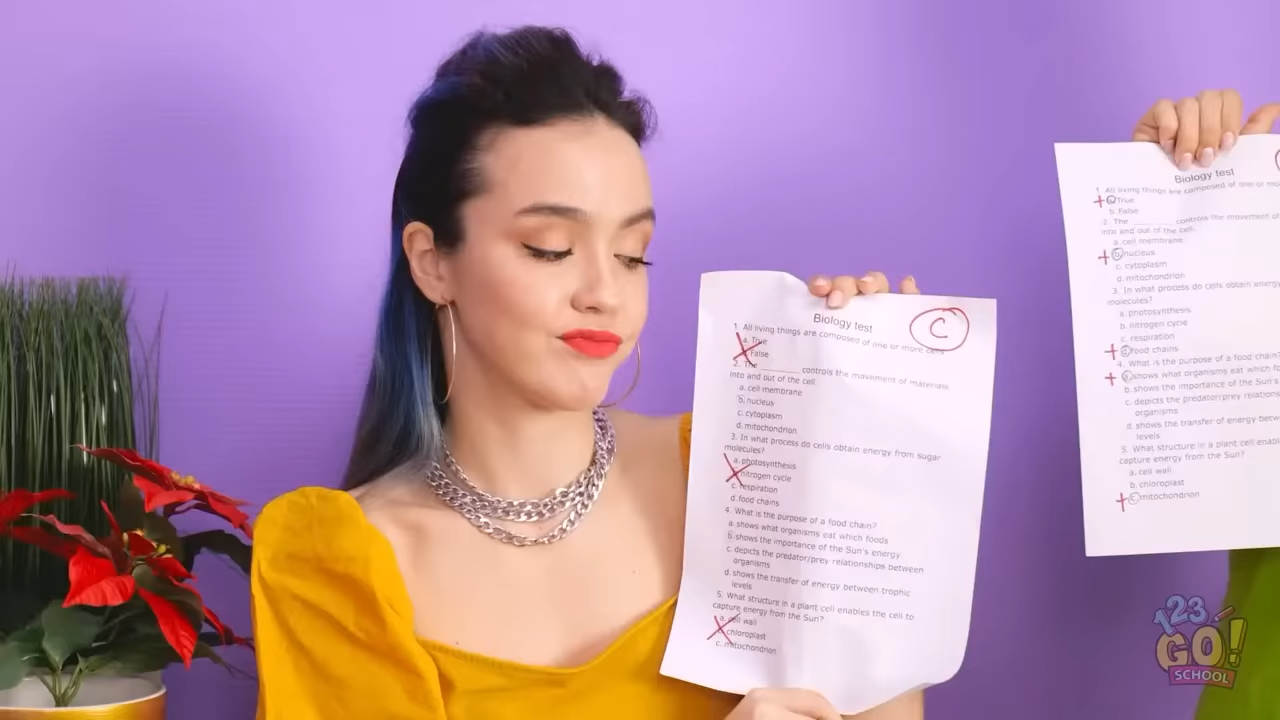 Biology test
C
1. All living things are composed of one or more cells
a. True
b. False
2. The ________ controls the movement of materials
into and out of the cell.
a. cell membrane
b. nucleus
c. cytoplasm
d. mitochondrion
3. In what process do cells obtain energy from sugar
molecules?
a. photosynthesis
nitrogen cycle
c. respiration
d. food chains
4. What is the purpose of a food chain?
a. shows what organisms eat which foods
b. shows the importance of the Sun's energy
c. depicts the predator/prey relationships between
organisms
d. shows the transfer of energy between trophic
levels
5. What structure in a plant cell enables the cell to
capture energy from the Sun?
a. cell wall
chloroplast
c. mitochondrion
Biology test
1. All living things are composed of one or
a. True
b. False
2. The ________ controls the movement of
into and out of the cell.
a. cell membrane
b. nucleus
c. cytoplasm
d. mitochondrion
3. In what process do cells obtain energy
molecules?
a. photosynthesis
b. nitrogen cycle
c. respiration
d. food chains
4. What is the purpose of a food chain?
a. shows what organisms eat which
b. shows the importance of the Sun's
c. depicts the predator/prey
organisms
d. shows the transfer of energy
levels
5. What structure in a plant cell
capture energy from the Sun?
a. cell wall
b. chloroplast
c. mitochondrion
123
GO!
SCHOOL